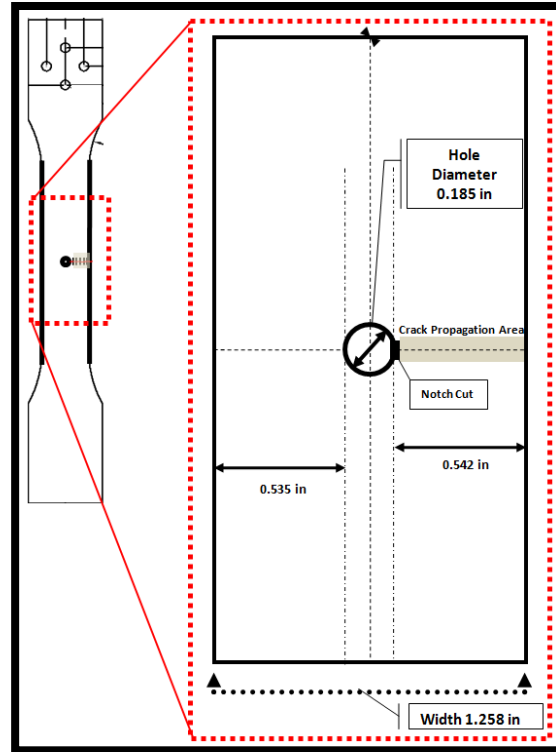 Hole
Diameter
0.185 in
Crack Propagation Area
Notch Cut
0.542 in
0.535 in
Width 1.258 in